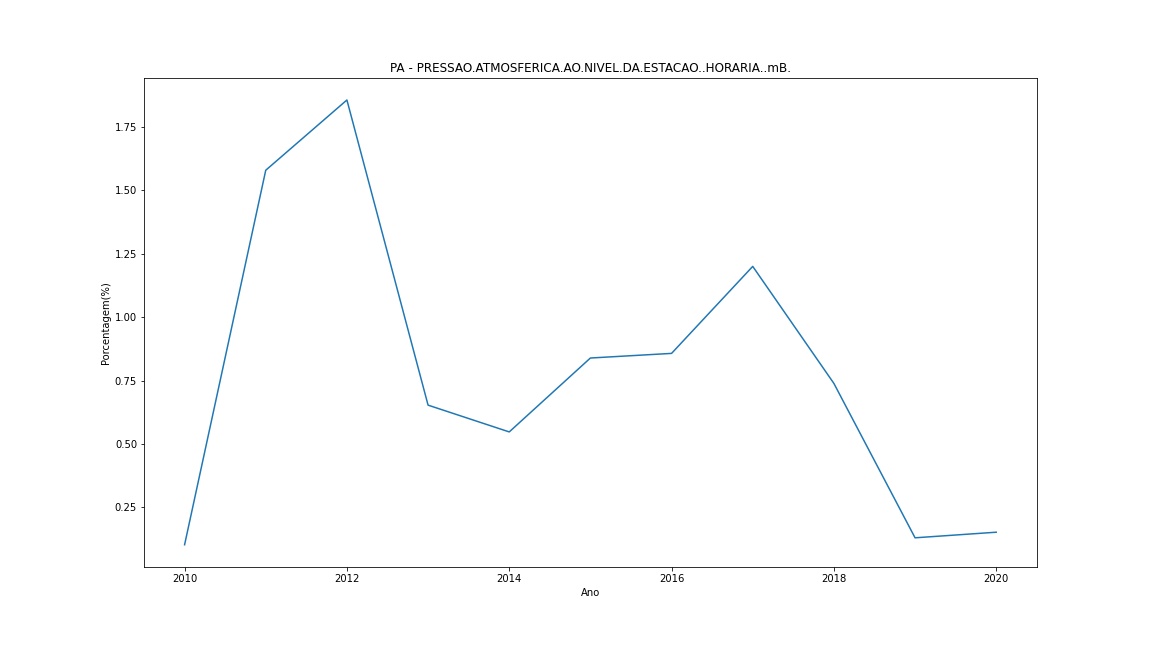 PA - PRESSAO.ATMOSFERICA.AO.NIVEL.DA.ESTACAO..HORARIA..mB.
1.75
1.50
1.25
1.00
0.75
0.50
0.25
Porcentagem(%)
2010 2012 2014 2016 2018 2020
Ano